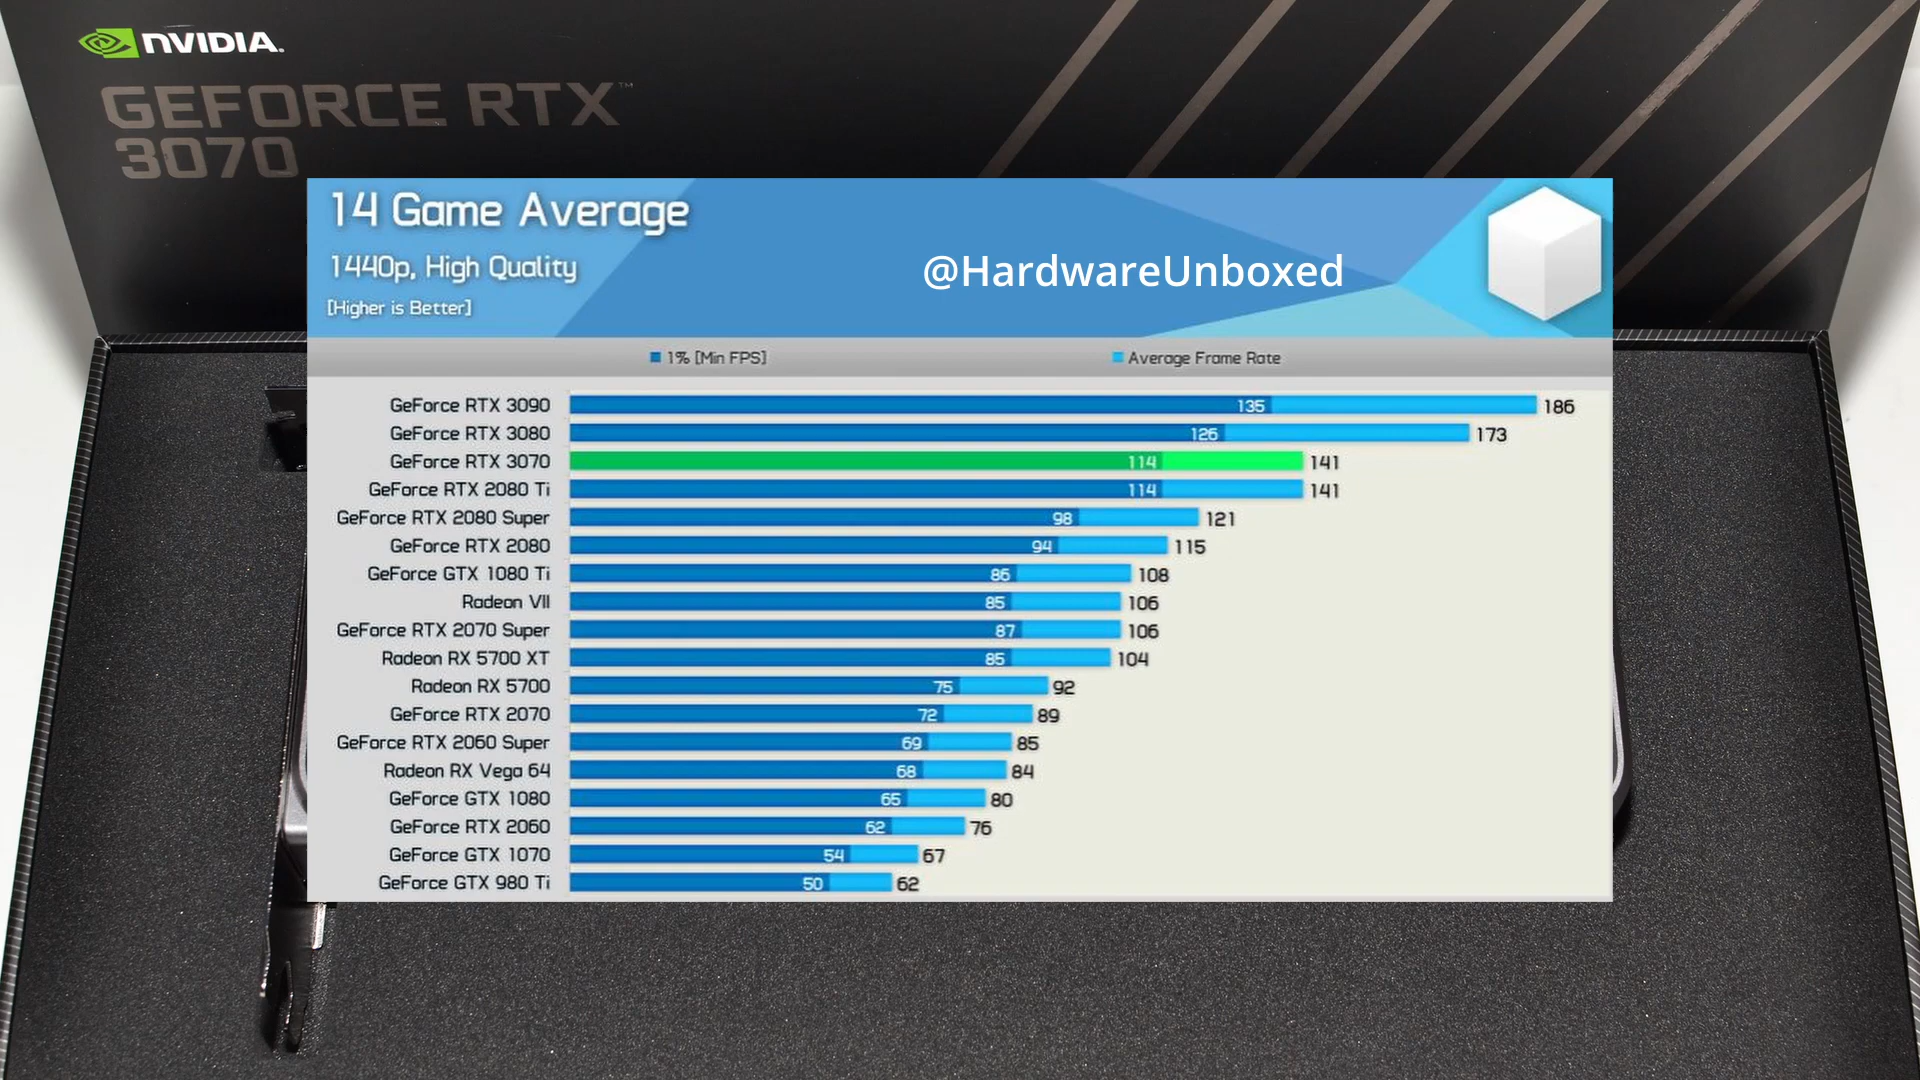 NVIDIA.
GEFORCE RTX™
3070
14 Game Average
1440p, High Quality
[Higher is Better]
@HardwareUnboxed
1% [Min FPS]
Average Frame Rate
GeForce RTX 3090 135 186
GeForce RTX 3080 126 173
GeForce RTX 3070 114 141
GeForce RTX 2080 Ti 114 141
GeForce RTX 2080 Super 98 121
GeForce RTX 2080 94 115
GeForce GTX 1080 Ti 86 108
Radeon VII 85 106
GeForce RTX 2070 Super 87 106
Radeon RX 5700 XT 85 104
Radeon RX 5700 75 92
GeForce RTX 2070 72 89
GeForce RTX 2060 Super 69 85
Radeon RX Vega 64 68 84
GeForce GTX 1080 65 80
GeForce RTX 2060 62 76
GeForce GTX 1070 54 67
GeForce GTX 980 Ti 50 62